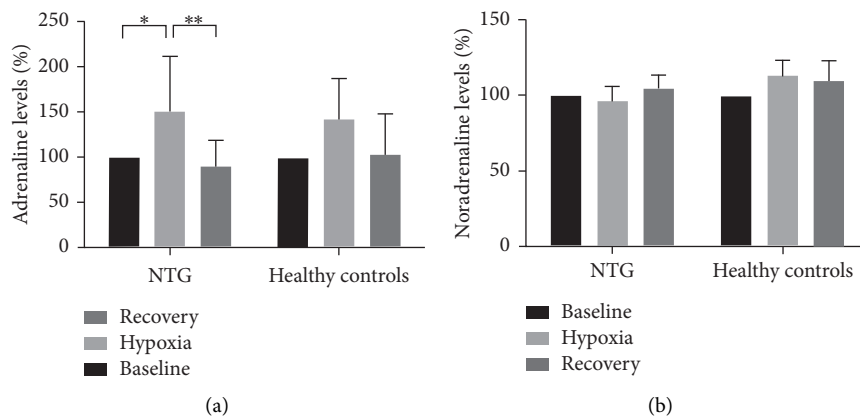 Adrenaline levels (%)
250
200
150
100
50
0
*
**
NTG
Healthy controls
Recovery
Hypoxia
Baseline
(a)
Noradrenaline levels (%)
150
100
50
0
NTG
Healthy controls
Baseline
Hypoxia
Recovery
(b)